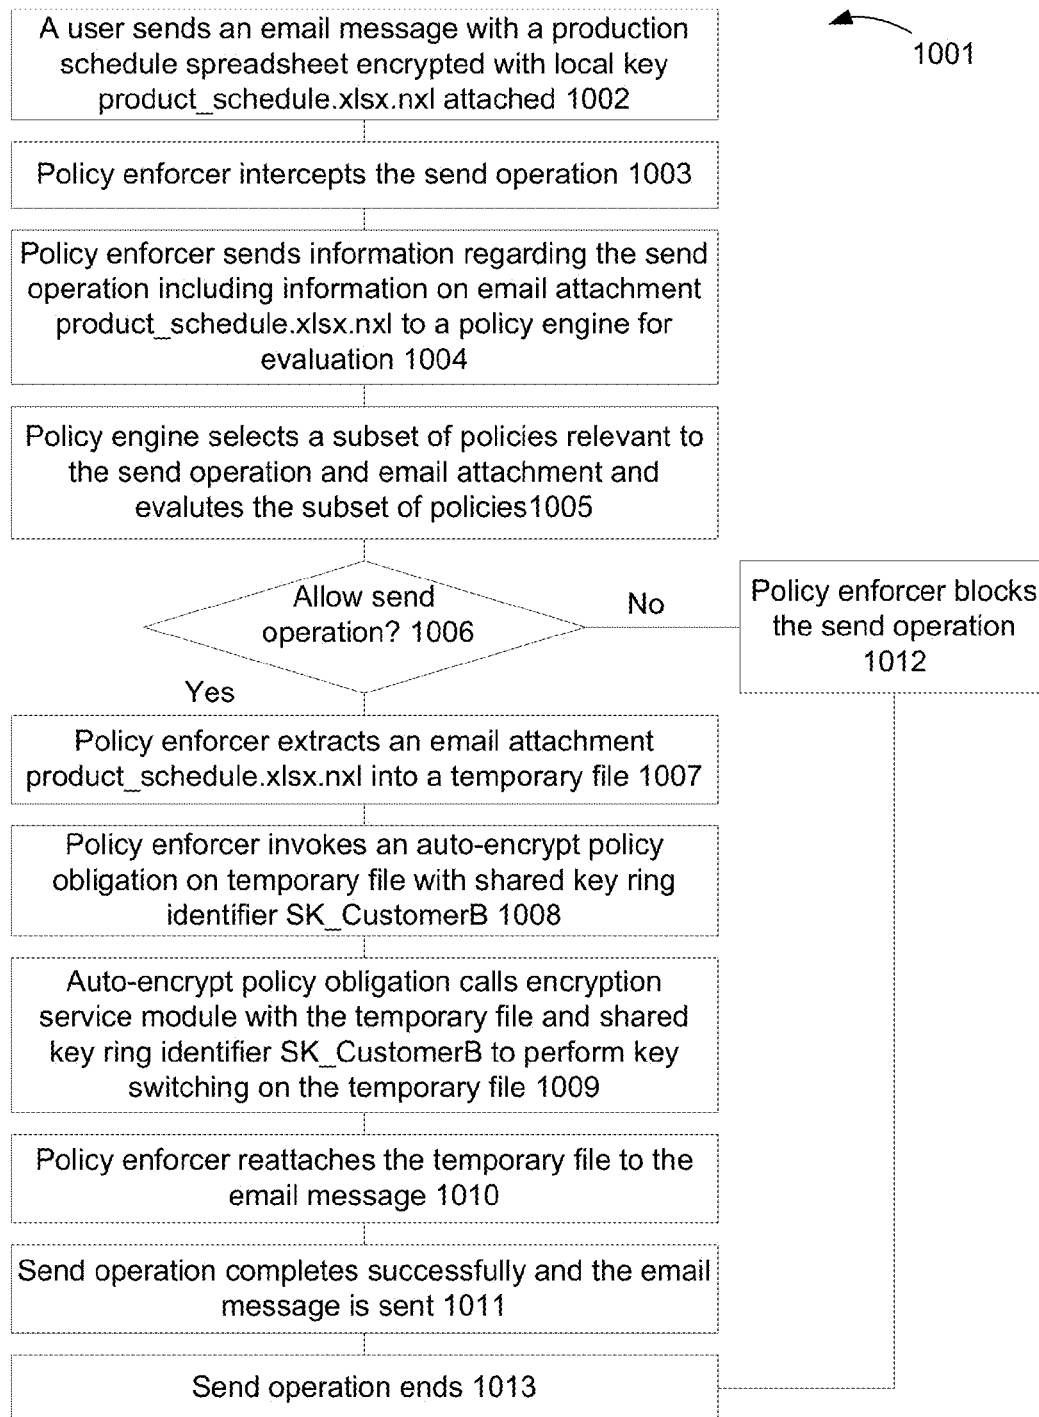 A user sends an email message with a production
schedule spreadsheet encrypted with local key
product_schedule.xlsx.nxl attached 1002
1001
Policy enforcer intercepts the send operation 1003
Policy enforcer sends information regarding the send
operation including information on email attachment
product_schedule.xlsx.nxl to a policy engine for
evaluation 1004
Policy engine selects a subset of policies relevant to
the send operation and email attachment and
evalutes the subset of policies1005
Allow send
operation? 1006
No
Policy enforcer blocks
the send operation
1012
Yes
Policy enforcer extracts an email attachment
product_schedule.xlsx.nxl into a temporary file 1007
Policy enforcer invokes an auto-encrypt policy
obligation on temporary file with shared key ring
identifier SK_CustomerB 1008
Auto-encrypt policy obligation calls encryption
service module with the temporary file and shared
key ring identifier SK_CustomerB to perform key
switching on the temporary file 1009
Policy enforcer reattaches the temporary file to the
email message 1010
Send operation completes successfully and the email
message is sent 1011
Send operation ends 1013